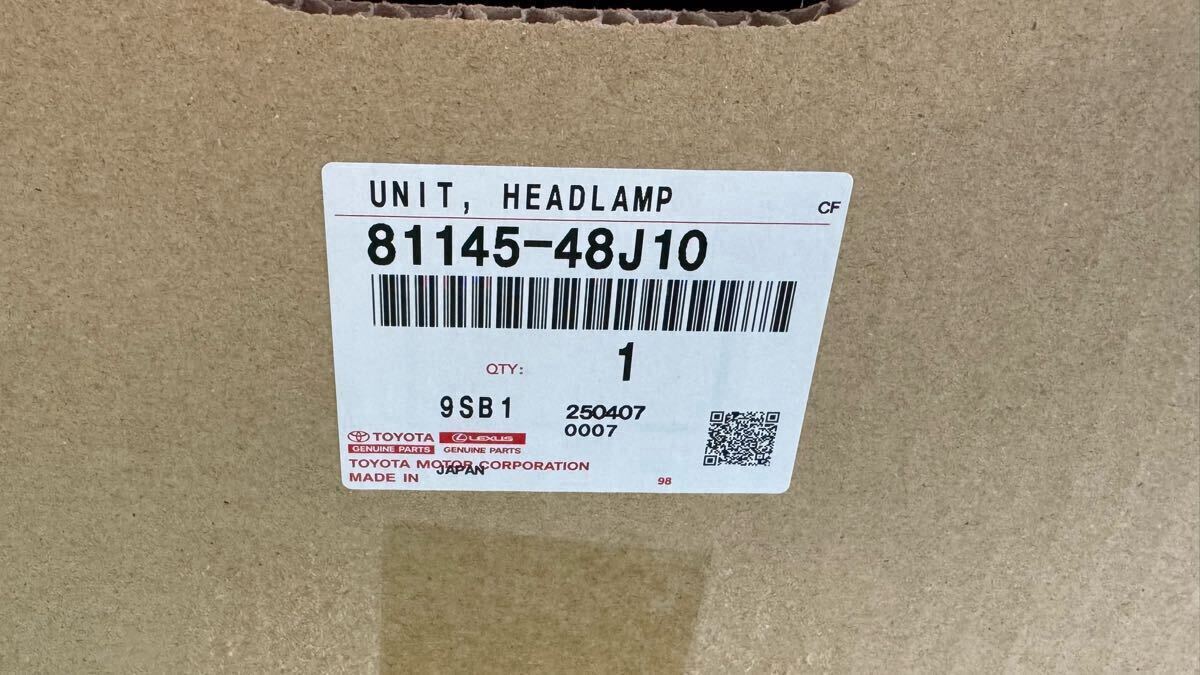 UNIT, HEADLAMP
CF
81145-48J10
QTY: 1
9SB1 250407
0007
TOYOTA LEXUS
GENUINE PARTS GENUINE PARTS
TOYOTA MOTOR CORPORATION
MADE IN JAPAN
98